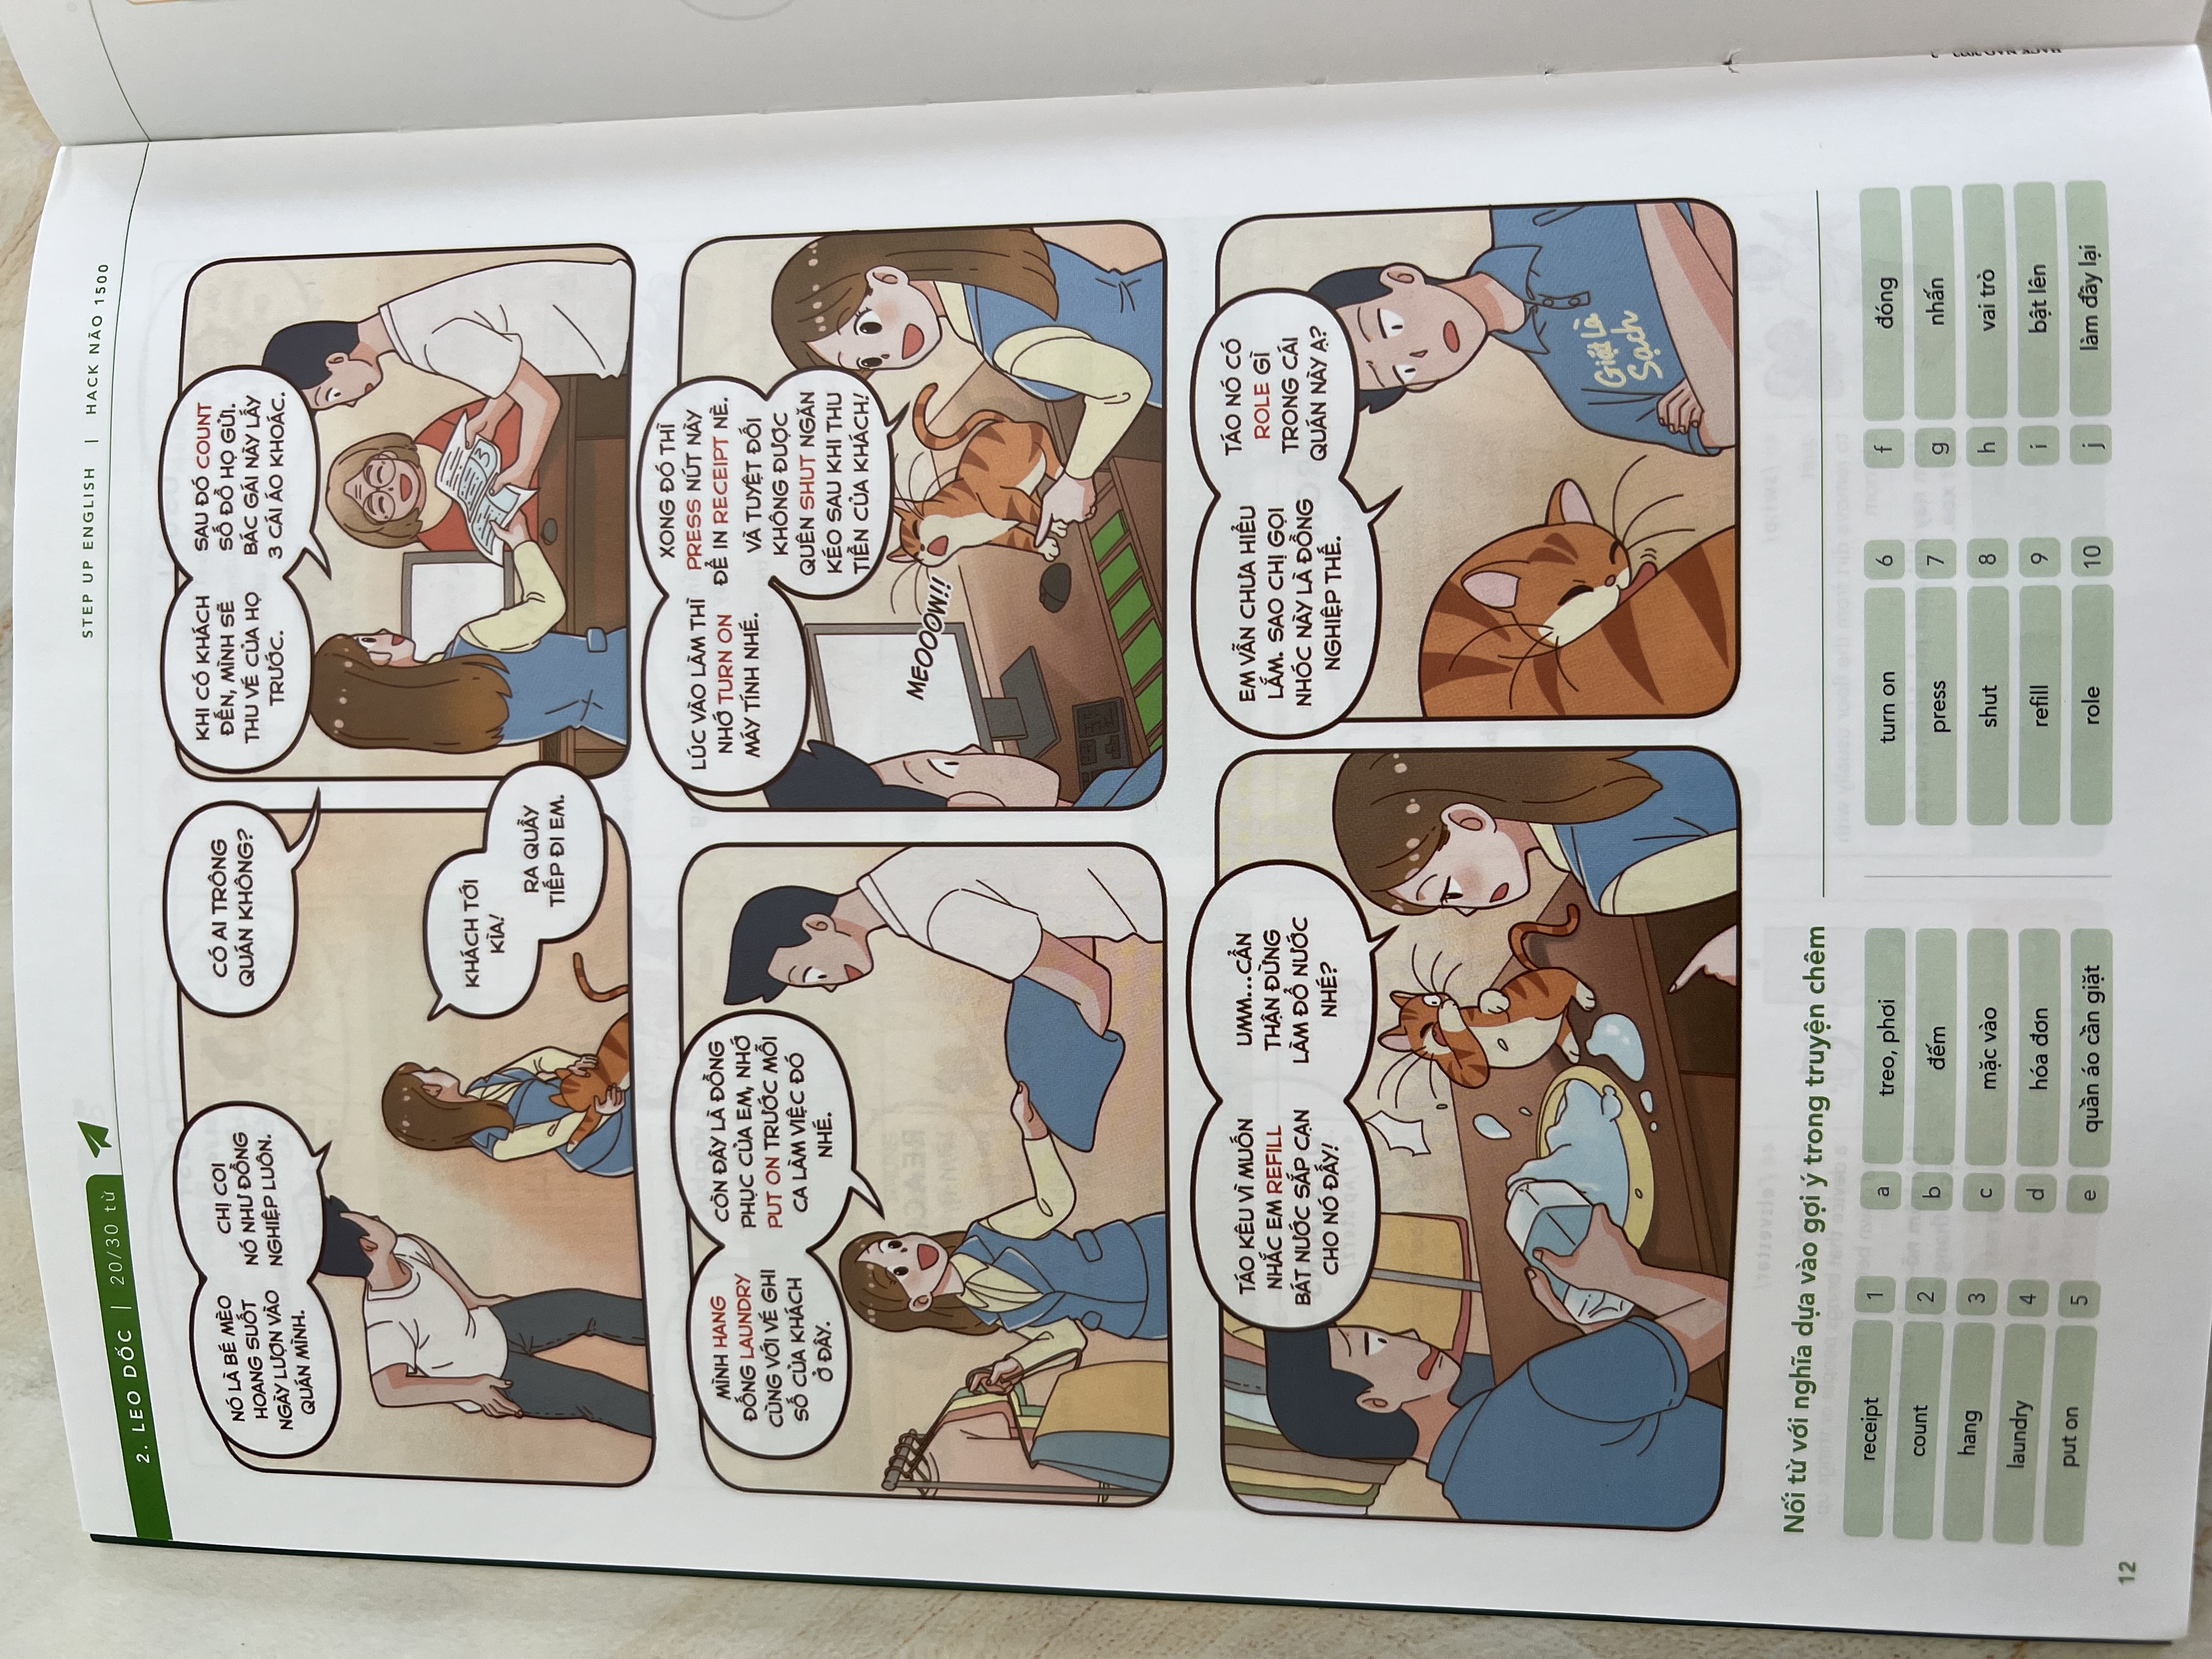 2. LEO DỐC | 20/30 từ
STEP UP ENGLISH | HACK NÃO 1500
NÓ LÀ BÉ MÈO
HOANG SUỐT
NGÀY LƯỢN VÀO
QUÁN MÌNH.
CHỊ COI
NÓ NHƯ ĐỒNG
NGHIỆP LUÔN.
CÓ AI TRÔNG
QUÁN KHÔNG?
KHÁCH TỚI
KÌA!
RA QUẦY
TIẾP ĐI EM.
KHI CÓ KHÁCH
ĐẾN, MÌNH SẼ
THU VÉ CỦA HỌ
TRƯỚC.
SAU ĐÓ COUNT
SỐ ĐỒ HỌ GỬI.
BÁC GÁI NÀY LẤY
3 CÁI ÁO KHOÁC.
MÌNH HANG
ĐỐNG LAUNDRY
CÙNG VỚI VÉ GHI
SỐ CỦA KHÁCH
Ở ĐÂY.
CÒN ĐÂY LÀ ĐỒNG
PHỤC CỦA EM, NHỚ
PUT ON TRƯỚC MỖI
CA LÀM VIỆC ĐÓ
NHÉ.
LÚC VÀO LÀM THÌ
NHỚ TURN ON
MÁY TÍNH NHÉ.
XONG ĐÓ THÌ
PRESS NÚT NÀY
ĐỂ IN RECEIPT NÈ.
VÀ TUYỆT ĐỐI
KHÔNG ĐƯỢC
QUÊN SHUT NGĂN
KÉO SAU KHI THU
TIỀN CỦA KHÁCH!
MEOOOW!!
TÁO KÊU VÌ MUỐN
NHẮC EM REFILL
BÁT NƯỚC SẮP CẠN
CHO NÓ ĐẤY!
UMM...CẨN
THẬN ĐỪNG
LÀM ĐỔ NƯỚC
NHÉ?
EM VẪN CHƯA HIỂU
LẮM. SAO CHỊ GỌI
NHÓC NÀY LÀ ĐỒNG
NGHIỆP THẾ.
TÁO NÓ CÓ
ROLE GÌ
TRONG CÁI
QUÁN NÀY Ạ?
Giặt Là
Sạch
Nối từ với nghĩa dựa vào gợi ý trong truyện chêm
receipt 1
count 2
hang 3
laundry 4
put on 5
a treo, phơi
b đếm
c mặc vào
d hóa đơn
e quần áo cần giặt
turn on 6
press 7
shut 8
refill 9
role 10
f đóng
g nhấn
h vai trò
i bật lên
j làm đầy lại
12